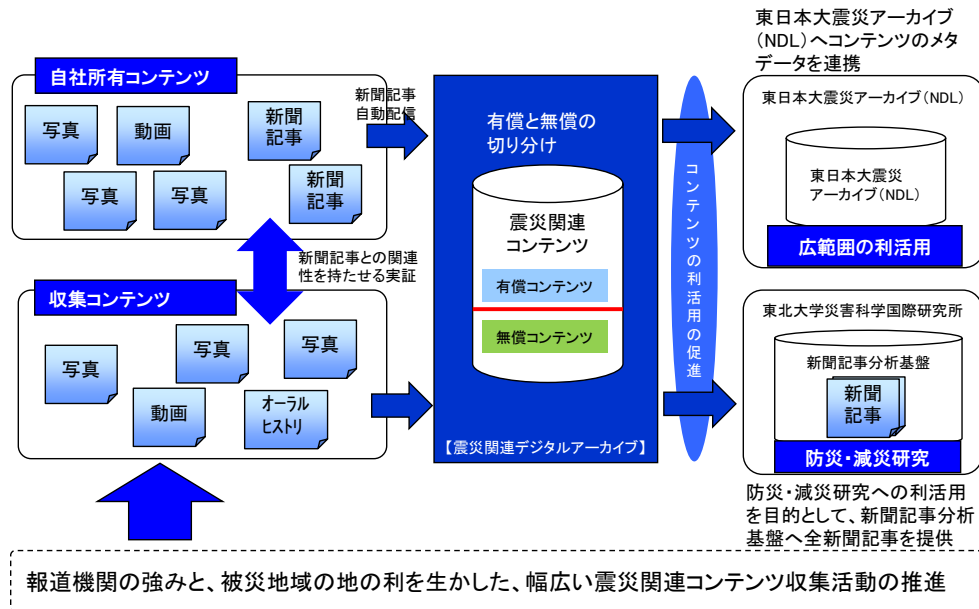 自社所有コンテンツ
写真
動画
新聞
記事
写真
写真
新聞
記事
新聞記事
自動配信
新聞記事との関連
性を持たせる実証
収集コンテンツ
写真
写真
写真
動画
オーラル
ヒストリ
有償と無償の
切り分け
震災関連
コンテンツ
有償コンテンツ
無償コンテンツ
【震災関連デジタルアーカイブ】
コンテンツの利活用の促進
東日本大震災アーカイブ
(NDL)へコンテンツのメタ
データを連携
東日本大震災アーカイブ(NDL)
東日本大震災
アーカイブ(NDL)
広範囲の利活用
東北大学災害科学国際研究所
新聞記事分析基盤
新聞
記事
防災・減災研究
防災・減災研究への利活用
を目的として、新聞記事分析
基盤へ全新聞記事を提供
報道機関の強みと、被災地域の地の利を生かした、幅広い震災関連コンテンツ収集活動の推進